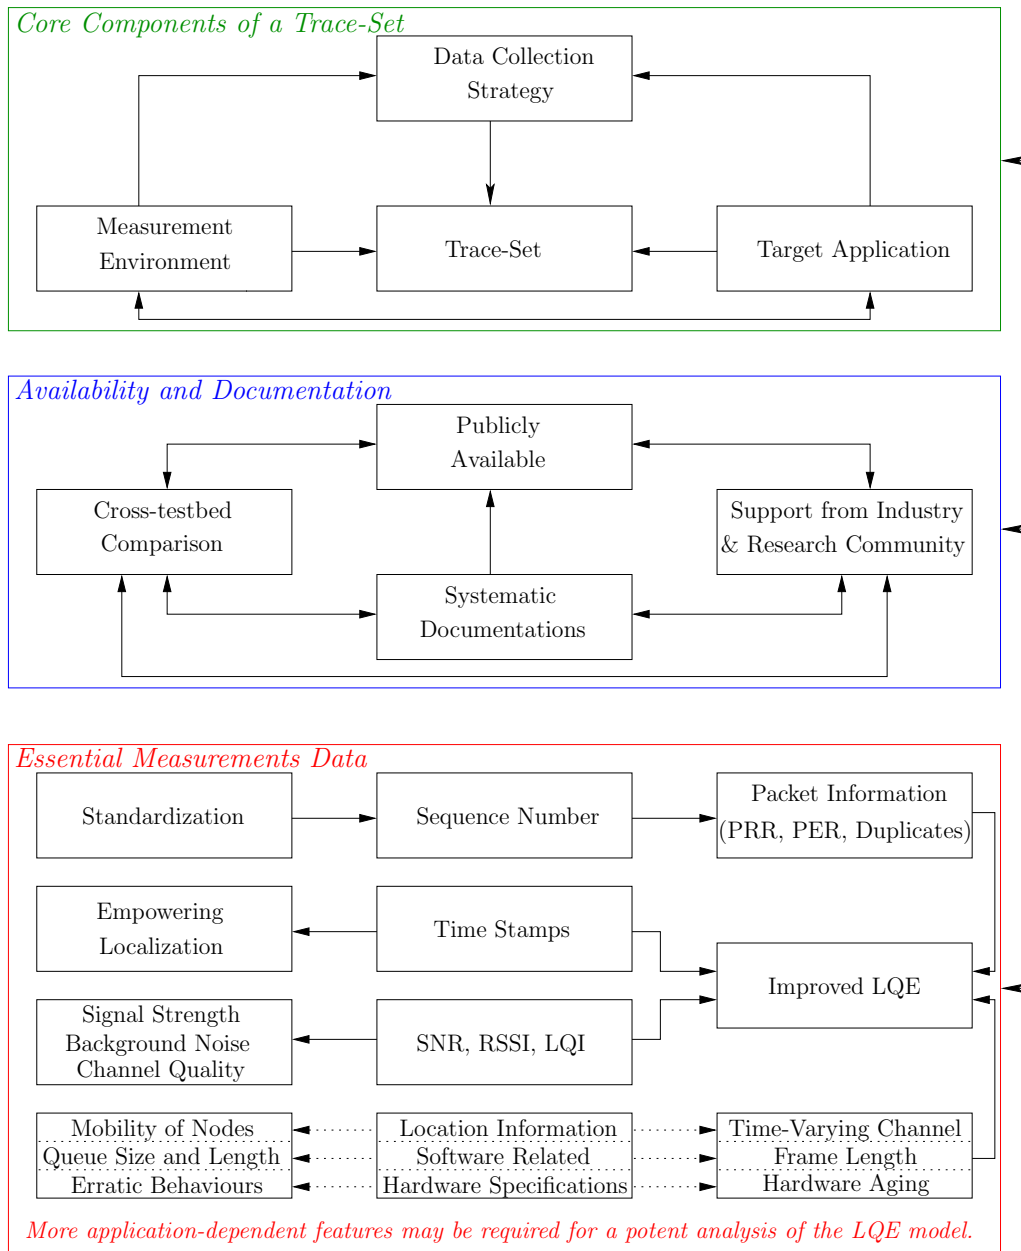 Core Components of a Trace-Set
Data Collection
Strategy
Measurement
Environment
Trace-Set
Target Application
Availability and Documentation
Publicly
Available
Cross-testbed
Comparison
Support from Industry
& Research Community
Systematic
Documentations
Essential Measurements Data
Standardization
Sequence Number
Packet Information
(PRR, PER, Duplicates)
Empowering
Localization
Time Stamps
Improved LQE
Signal Strength
Background Noise
Channel Quality
SNR, RSSI, LQI
Mobility of Nodes
Location Information
Time-Varying Channel
Queue Size and Length
Software Related
Frame Length
Erratic Behaviours
Hardware Specifications
Hardware Aging
More application-dependent features may be required for a potent analysis of the LQE model.